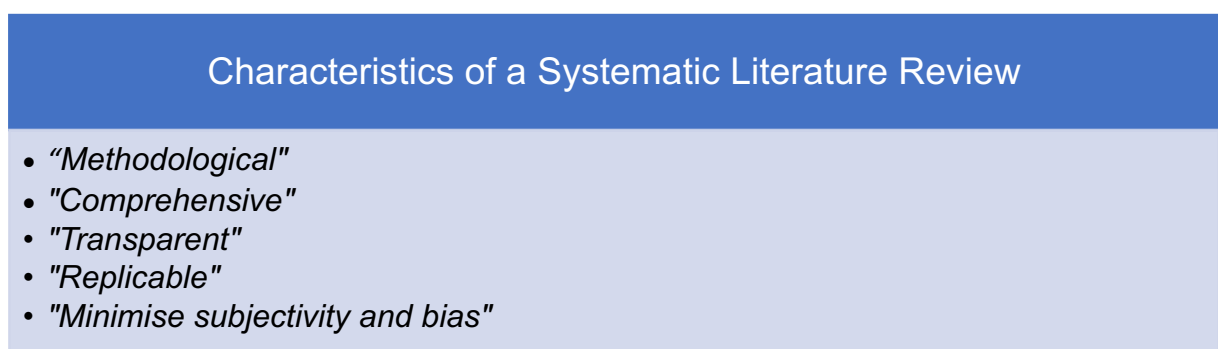 Characteristics of a Systematic Literature Review
• “Methodological"
• "Comprehensive"
• "Transparent"
• "Replicable"
• "Minimise subjectivity and bias"